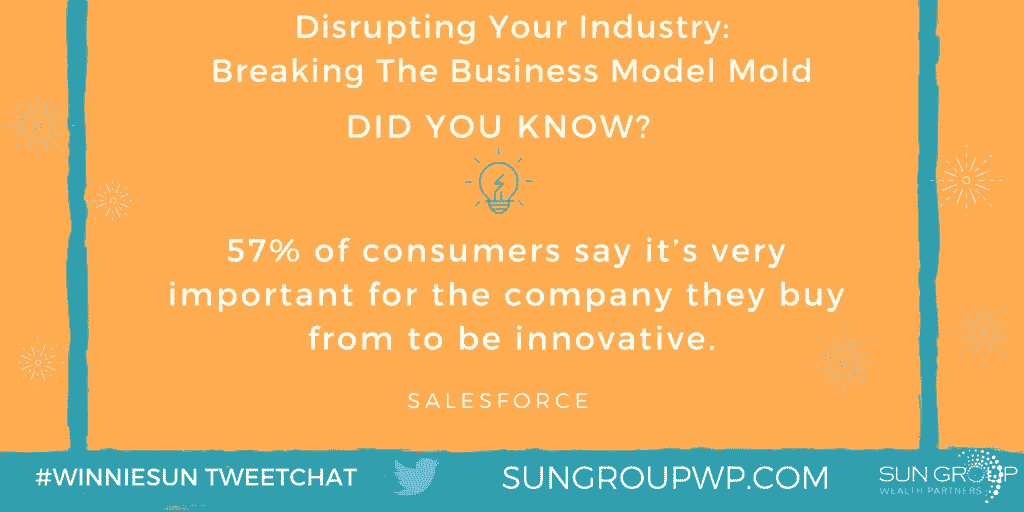 Disrupting Your Industry:
Breaking The Business Model Mold
DID YOU KNOW?
57% of consumers say it's very
important for the company they buy
from to be innovative.
SALESFORCE
#WINNIESUN TWEETCHAT
SUNGROUPWP.COM
SUN GROUP
WEALTH PARTNERS